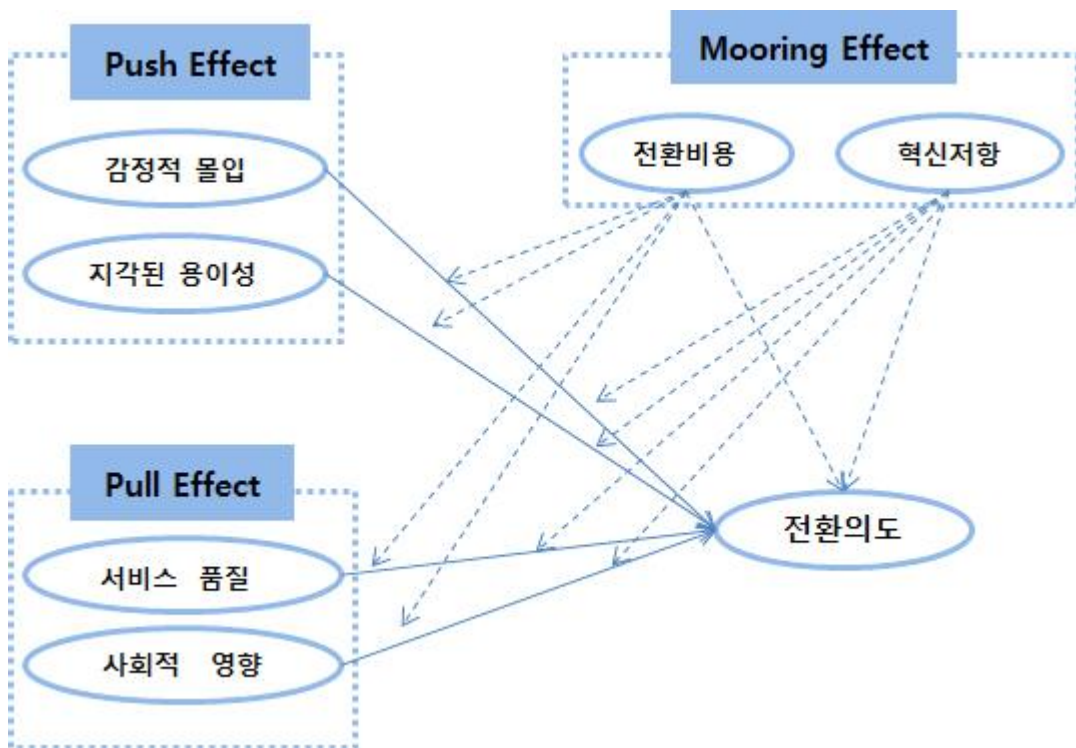 Push Effect
감정적 몰입
지각된 용이성
Mooring Effect
전환비용
혁신저항
Pull Effect
서비스 품질
사회적 영향
전환의도